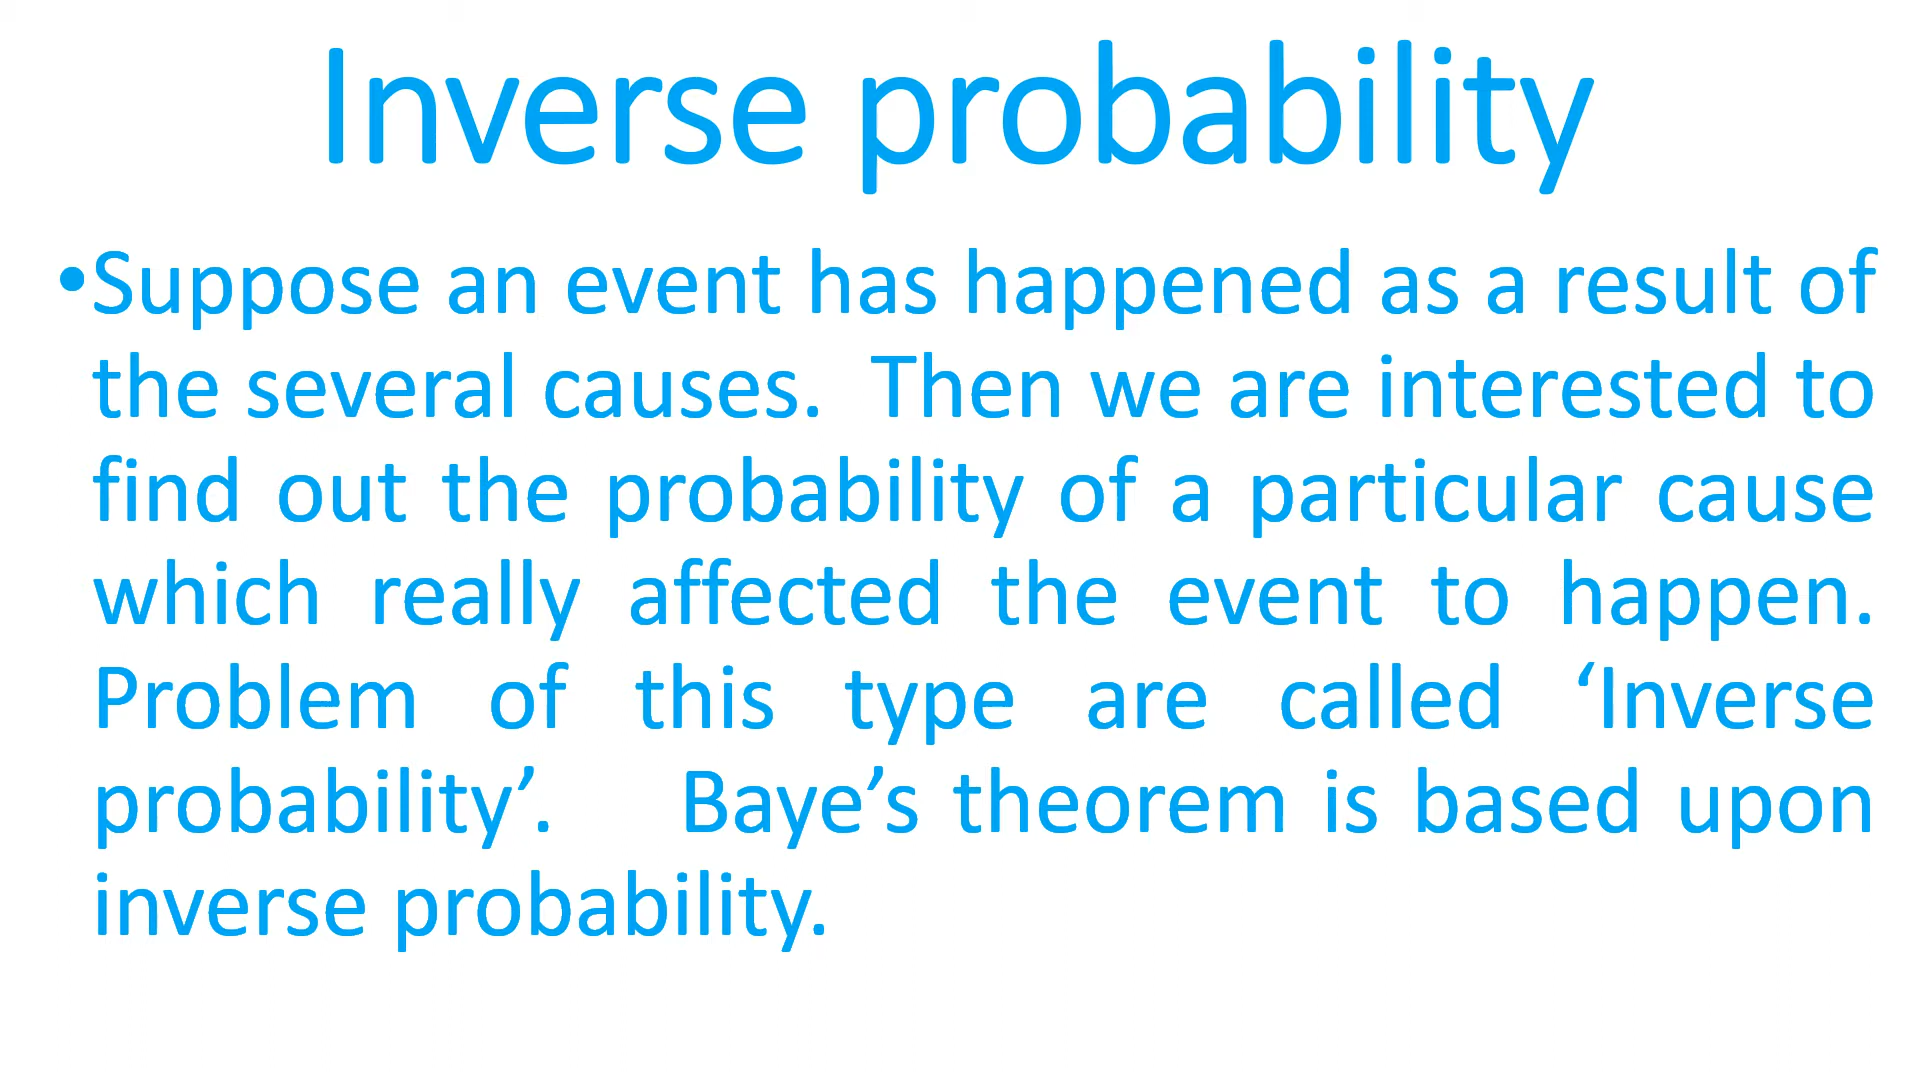 Inverse probability
•Suppose an event has happened as a result of
the several causes.  Then we are interested to
find out the probability of a particular cause
which really affected the event to happen.
Problem of this type are called ‘Inverse
probability’.   Baye’s theorem is based upon
inverse probability.